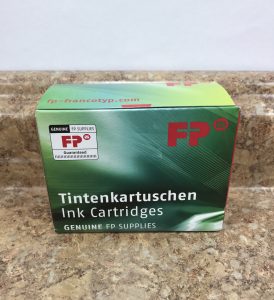 fp-francotyp.com
GENUINE FP SUPPLIES
FP
Guaranteed
FP
Tintenkartuschen
Ink Cartridges
GENUINE FP SUPPLIES